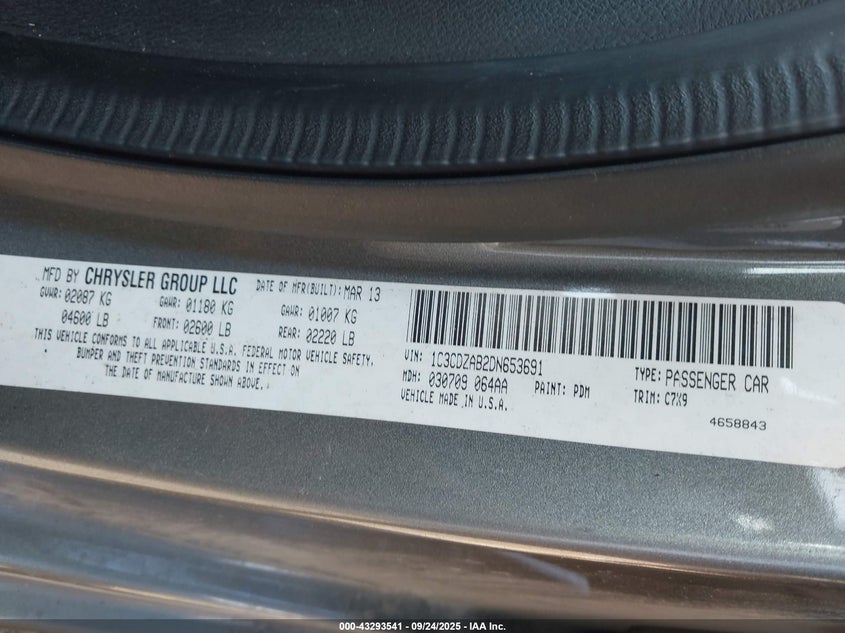 MFD BY CHRYSLER GROUP LLC DATE OF MFR(BUILT): MAR 13
GVWR: 02087 KG GAWR: 01180 KG GAWR: 01007 KG
04600 LB FRONT: 02600 LB REAR: 02220 LB
THIS VEHICLE CONFORMS TO ALL APPLICABLE U.S.A. FEDERAL MOTOR VEHICLE SAFETY,
BUMPER AND THEFT PREVENTION STANDARDS IN EFFECT ON
THE DATE OF MANUFACTURE SHOWN ABOVE.
VIN: 1C3CDZAB2DN653691 TYPE: PASSENGER CAR
MDH: 030709 064AA PAINT: PDM TRIM: C7X9
VEHICLE MADE IN U.S.A. 4658843
000-43293541 - 09/24/2025 - IAA Inc.